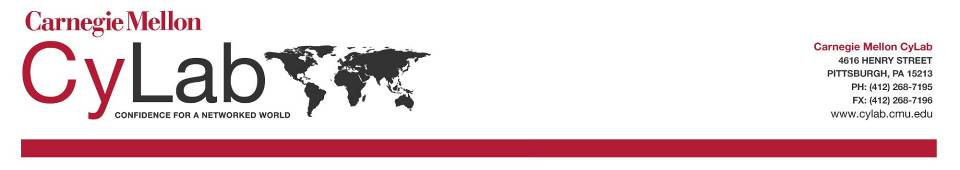 Carnegie Mellon
CyLab
CONFIDENCE FOR A NETWORKED WORLD
Carnegie Mellon CyLab
4616 HENRY STREET
PITTSBURGH, PA 15213
PH: (412) 268-7195
FX: (412) 268-7196
www.cylab.cmu.edu